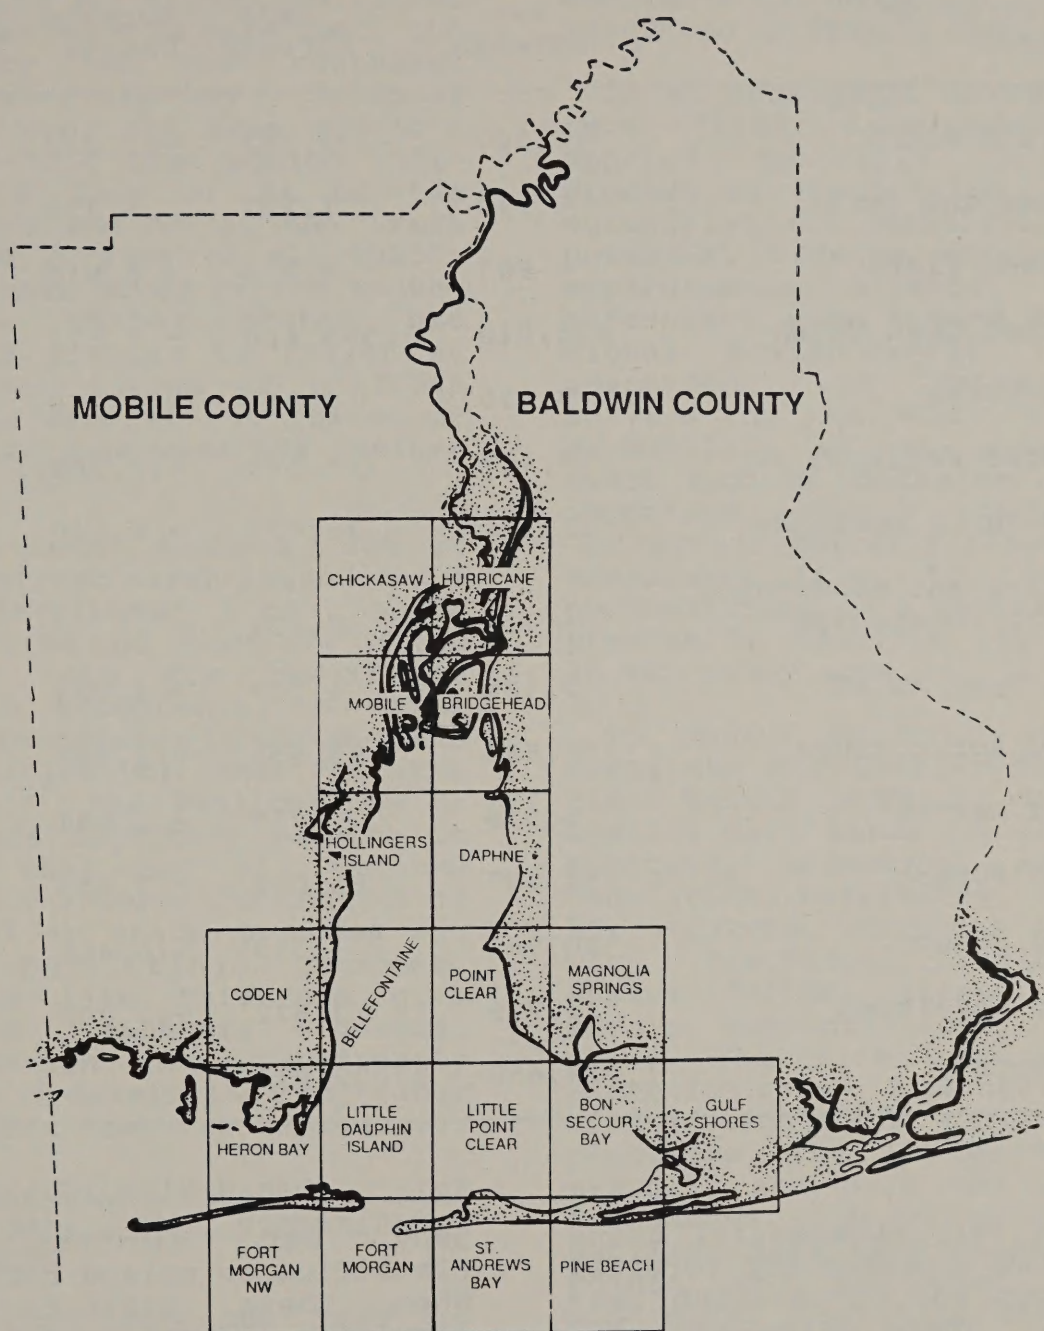 MOBILE COUNTY
BALDWIN COUNTY
CHICKASAW
HURRICANE
MOBILE
BRIDGEHEAD
HOLLINGERS
ISLAND
DAPHNE
CODEN
BELLEFONTAINE
POINT
CLEAR
MAGNOLIA
SPRINGS
HERON BAY
LITTLE
DAUPHIN
ISLAND
LITTLE
POINT
CLEAR
BON
SECOUR
BAY
GULF
SHORES
FORT
MORGAN
NW
FORT
MORGAN
ST.
ANDREWS
BAY
PINE BEACH